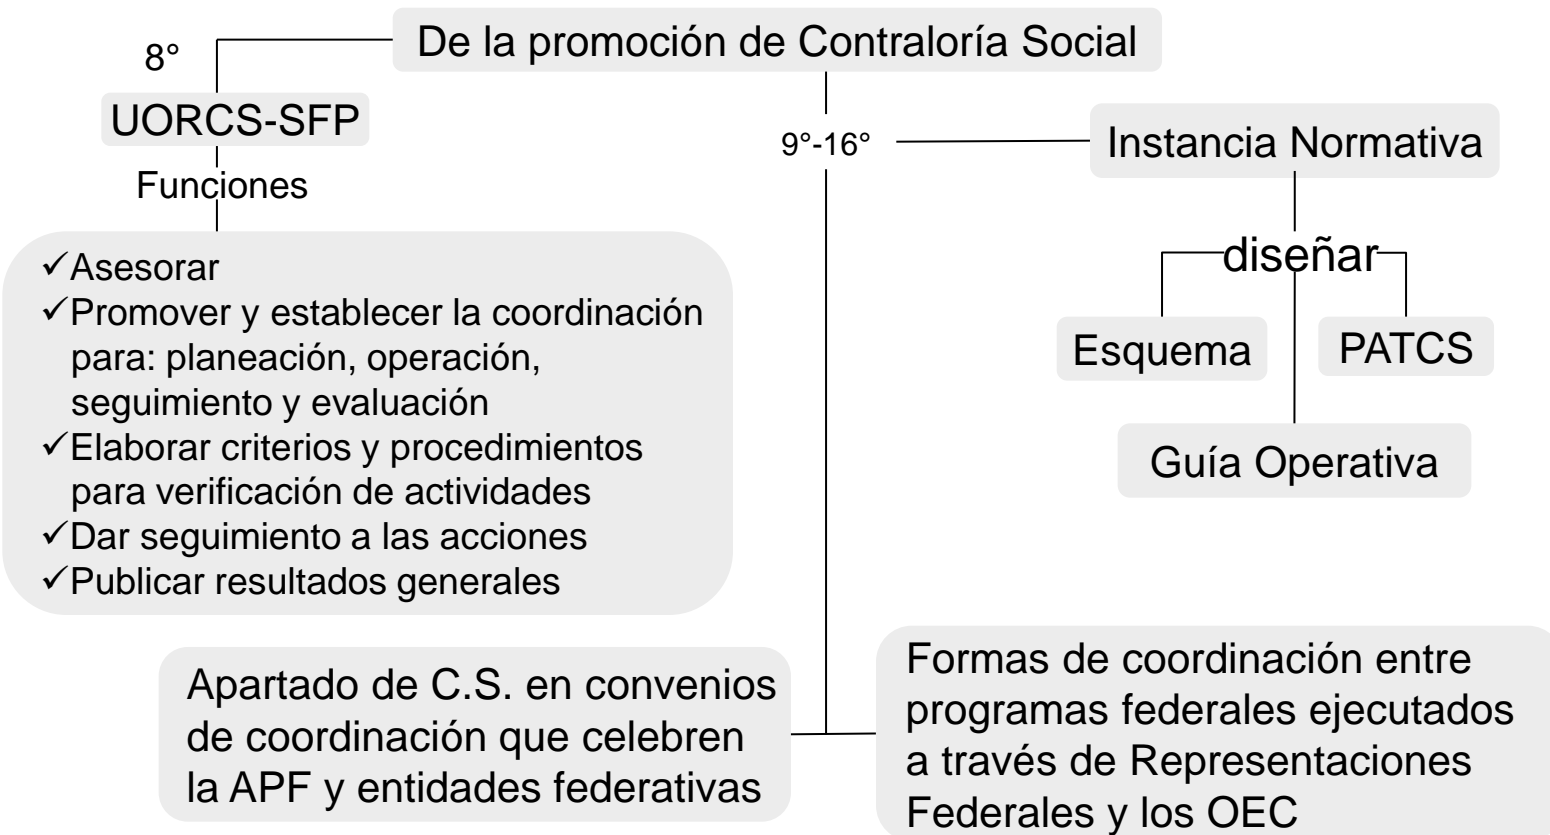 De la promoción de Contraloría Social
8°
UORCS-SFP
Funciones
✓Asesorar
✓Promover y establecer la coordinación
para: planeación, operación,
seguimiento y evaluación
✓Elaborar criterios y procedimientos
para verificación de actividades
✓Dar seguimiento a las acciones
✓Publicar resultados generales
9°-16°
Instancia Normativa
diseñar
Esquema
PATCS
Guía Operativa
Apartado de C.S. en convenios
de coordinación que celebren
la APF y entidades federativas
Formas de coordinación entre
programas federales ejecutados
a través de Representaciones
Federales y los OEC